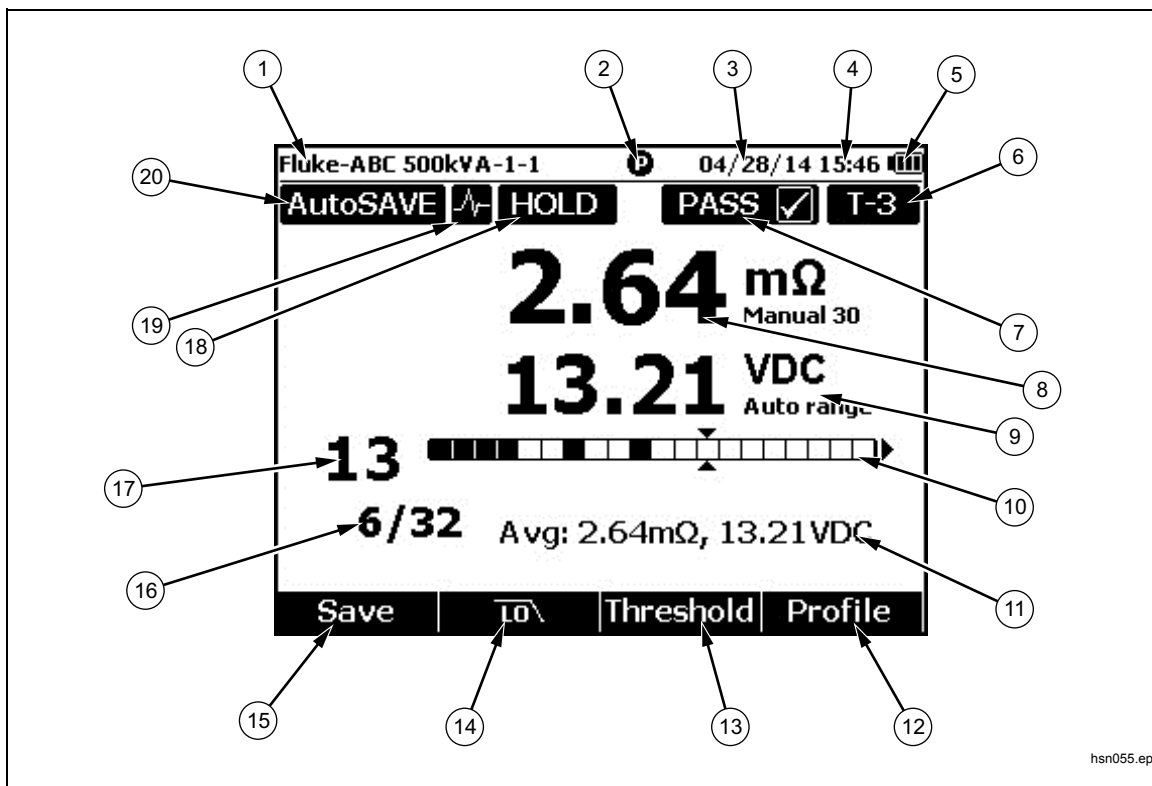 1 2 3 4 5
Fluke-ABC 500kVA-1-1 P 04/28/14 15:46
6
20
AutoSAVE HOLD PASS T-3
2.64 mΩ
Manual 30
19
18
7
8
13.21 VDC
Auto range
9
17
13
10
16
6/32 Avg: 2.64mΩ, 13.21VDC
11
Save LO Threshold Profile
15 14 13 12
hsn055.ep